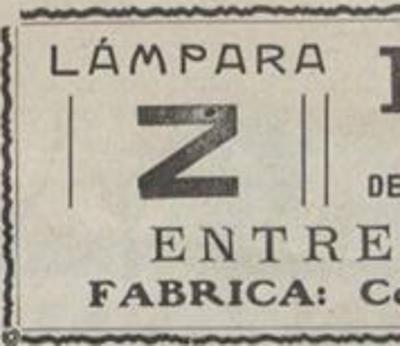 LÁMPARA
Z
DE
ENTRE
FABRICA: